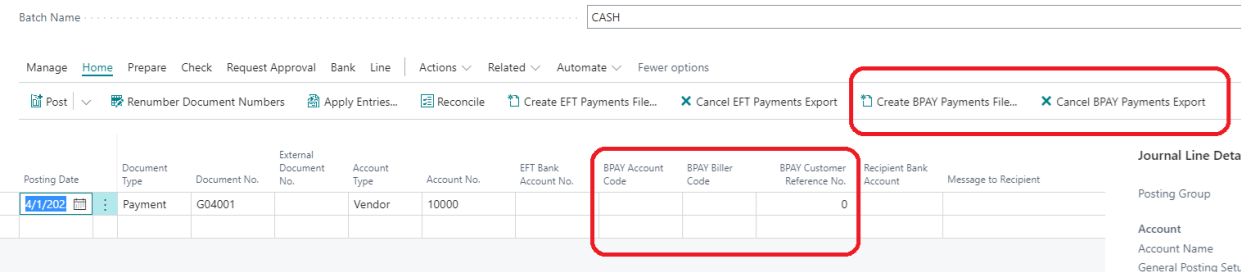 Batch Name CASH
Manage Home Prepare Check Request Approval Bank Line Actions Related Automate Fewer options
Post Renumber Document Numbers Apply Entries... Reconcile Create EFT Payments File... Cancel EFT Payments Export Create BPAY Payments File... Cancel BPAY Payments Export
Posting Date
Document
Type
Document No.
External
Document
No.
Account
Type
Account No.
EFT Bank
Account No.
BPAY Account
Code
BPAY Biller
Code
BPAY Customer
Reference No.
Recipient Bank
Account
Message to Recipient
4/1/202 Payment G04001 Vendor 10000 0
Journal Line Deta
Posting Group
Account
Account Name
General Posting Setu